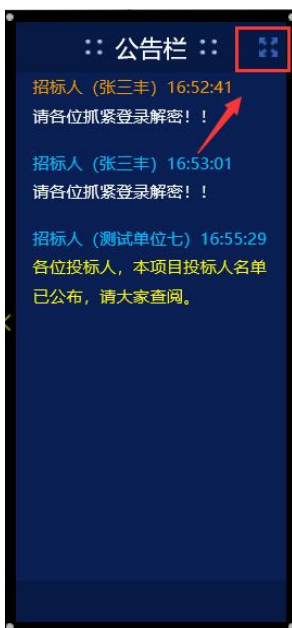 公告栏
招标人（张三丰）16:52:41
请各位抓紧登录解密！！
招标人（张三丰）16:53:01
请各位抓紧登录解密！！
招标人（测试单位七）16:55:29
各位投标人，本项目投标人名单
已公布，请大家查阅。